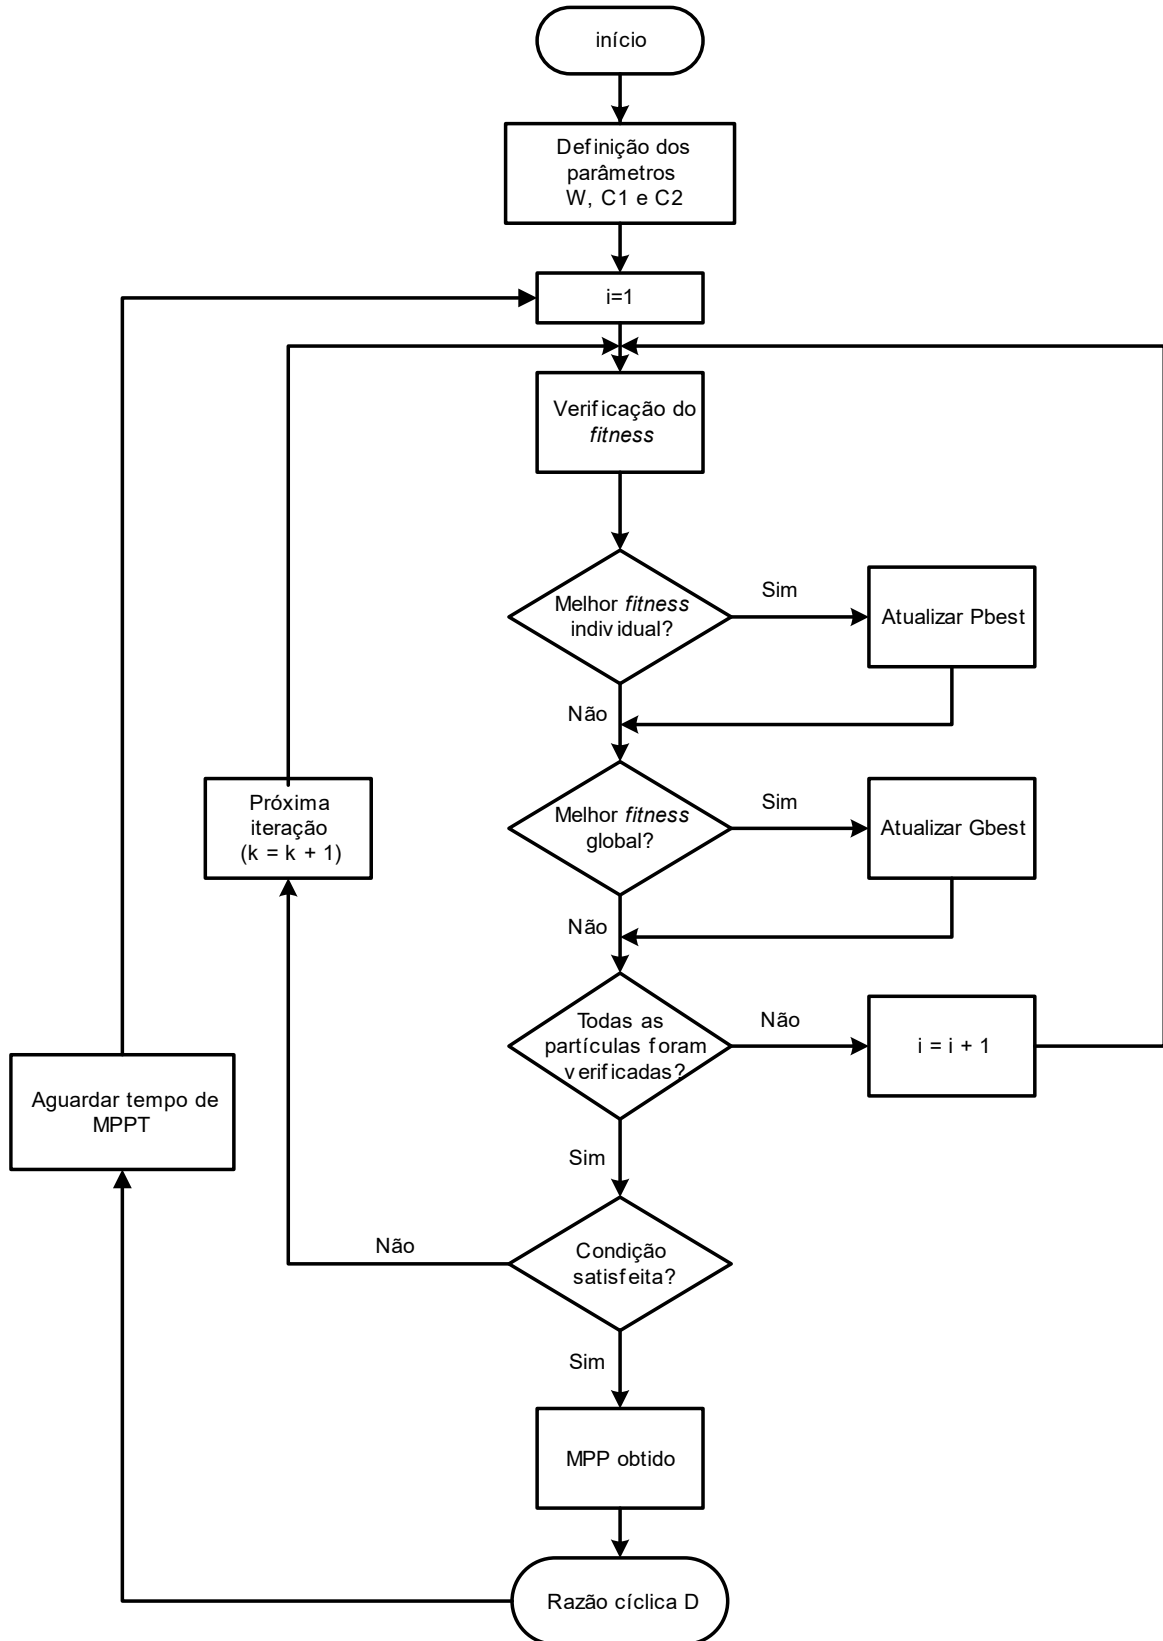 início
Definição dos
parâmetros
W, C1 e C2
i=1
Verificação do
fitness
Melhor fitness
individual?
Sim
Atualizar Pbest
Não
Próxima
iteração
(k = k + 1)
Melhor fitness
global?
Sim
Atualizar Gbest
Não
Todas as
partículas foram
verificadas?
Não
i = i + 1
Aguardar tempo de
MPPT
Sim
Não
Condição
satisfeita?
Sim
MPP obtido
Razão cíclica D